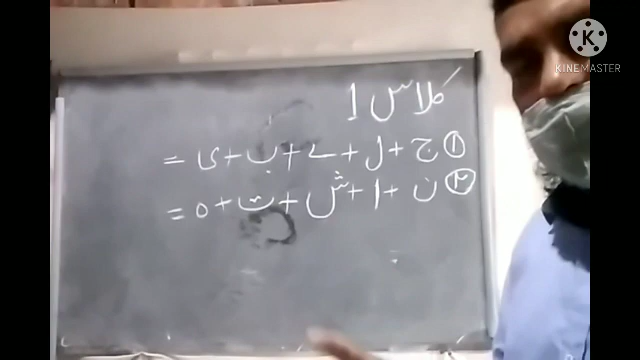 کلاس 1
① ج + ل + ے + ب + ی =
② ن + ا + ش + ت + ہ =
KINEMASTER